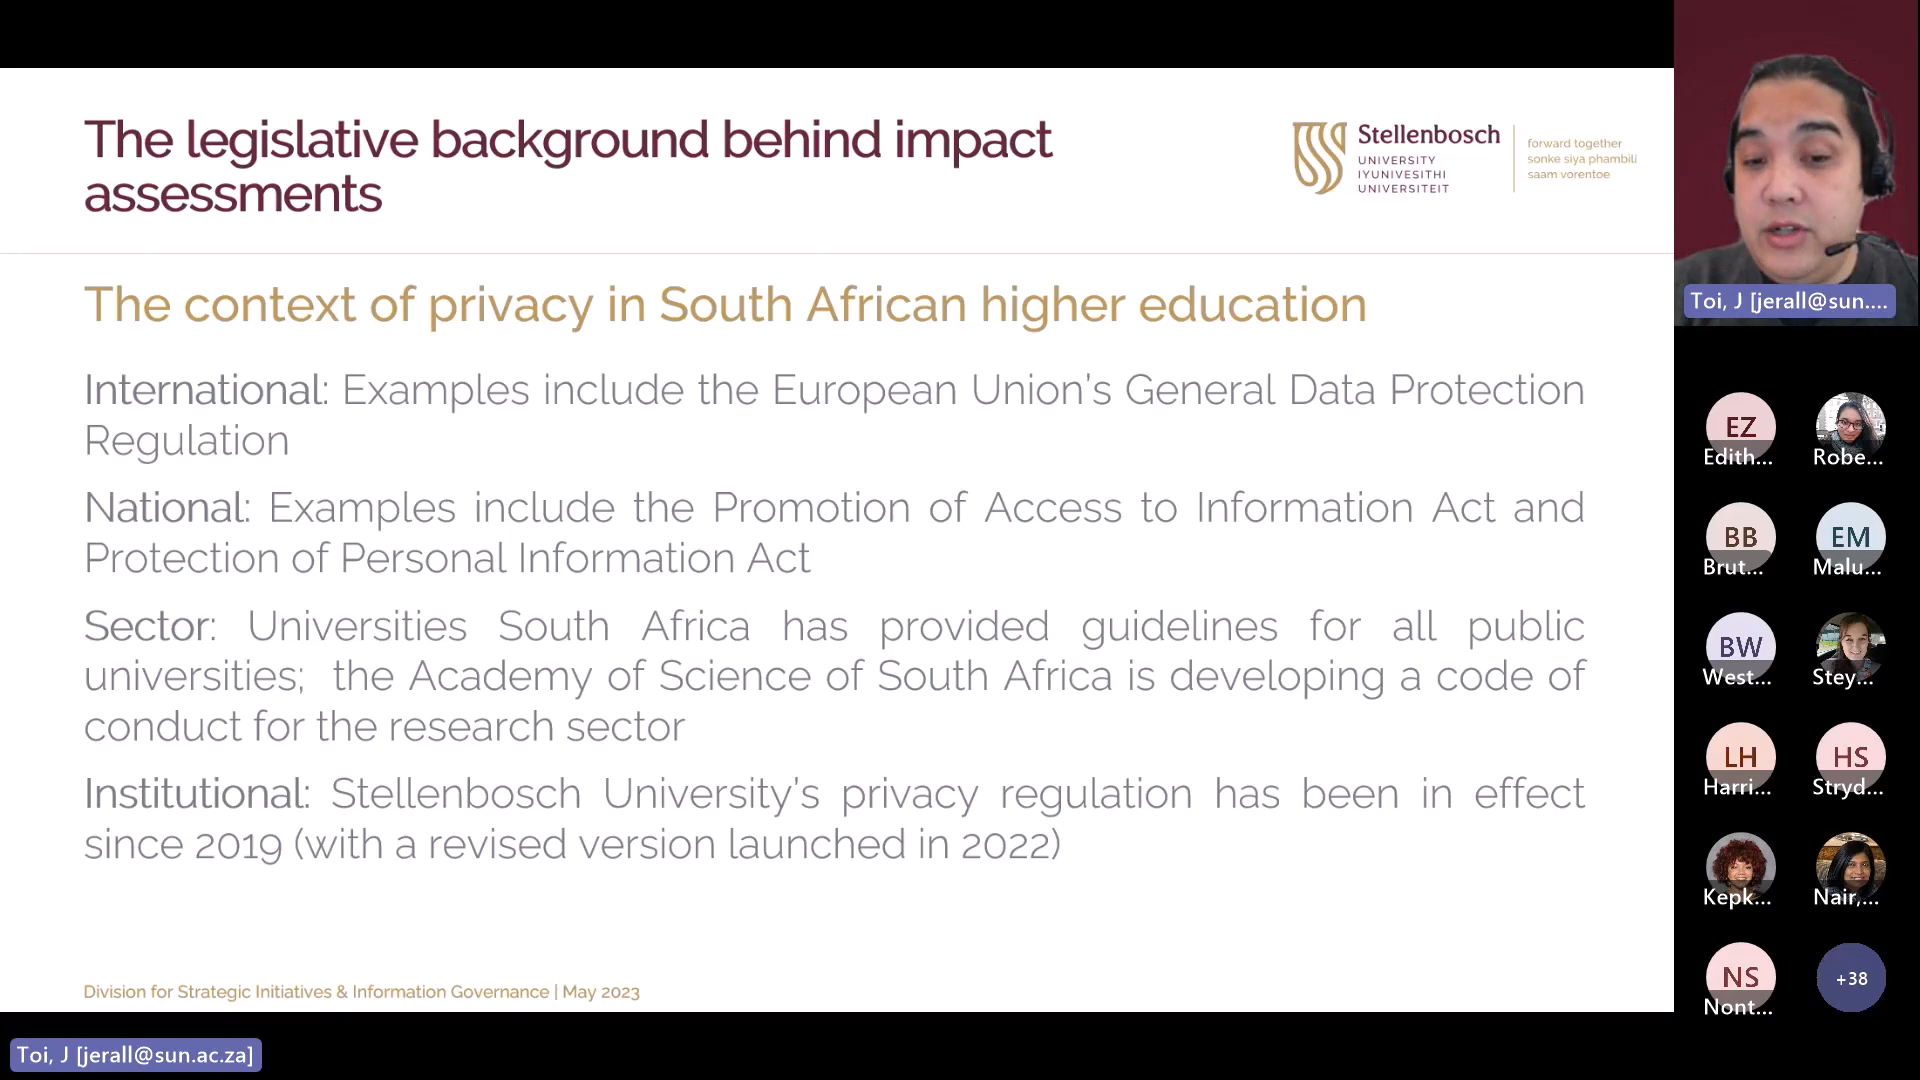 The legislative background behind impact
assessments
Stellenbosch
UNIVERSITY
IYUNIVESITHI
UNIVERSITEIT
forward together
sonke siya phambili
saam vorentoe
The context of privacy in South African higher education
International: Examples include the European Union's General Data Protection
Regulation
National: Examples include the Promotion of Access to Information Act and
Protection of Personal Information Act
Sector: Universities South Africa has provided guidelines for all public
universities; the Academy of Science of South Africa is developing a code of
conduct for the research sector
Institutional: Stellenbosch University's privacy regulation has been in effect
since 2019 (with a revised version launched in 2022)
Division for Strategic Initiatives & Information Governance | May 2023
Toi, J [jerall@sun.ac.za]
Toi, J [jerall@sun....
EZ
Edith...
Robe...
BB
Brut...
EM
Malu...
BW
West...
Stey...
LH
Harri...
HS
Stryd...
Kepk...
Nair,...
NS
Nont...
+38